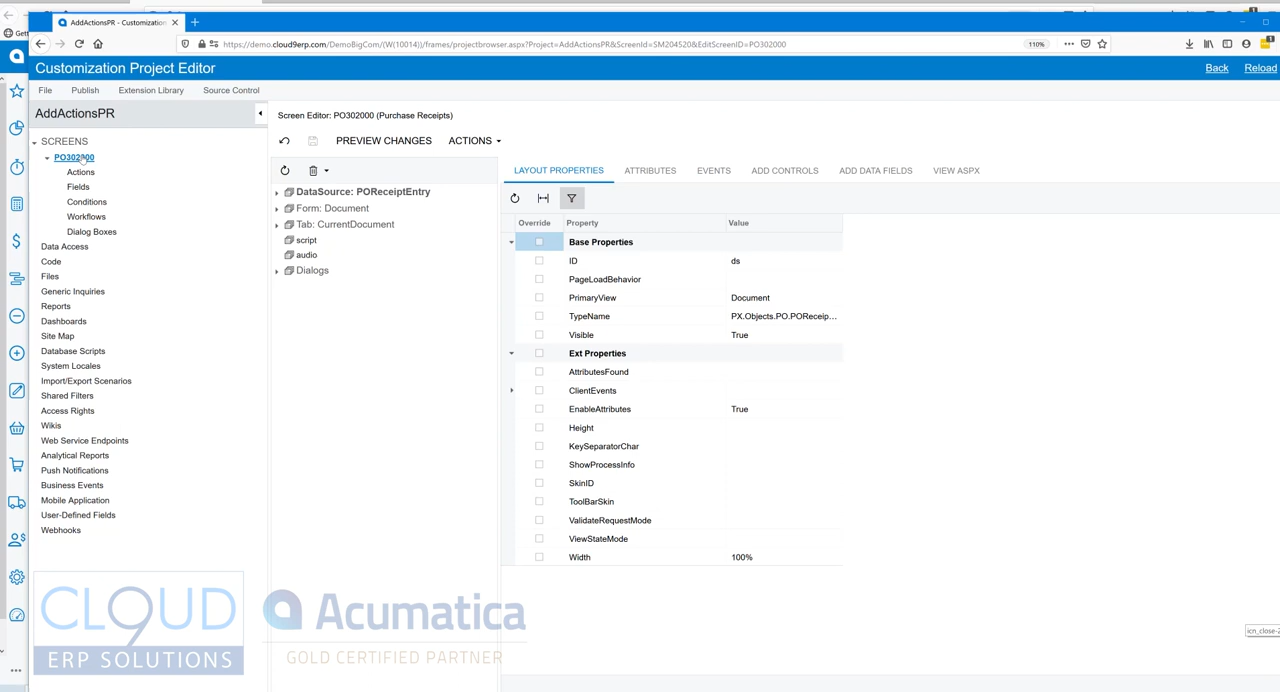 AddActionsPR - Customization
https://demo.cloud9erp.com/DemoBigCom/(W(10014))/frames/projectbrowser.aspx?Project=AddActionsPR&ScreenId=SM204520&EditScreenID=PO302000
110%
Customization Project Editor
Back
Reload
File
Publish
Extension Library
Source Control
AddActionsPR
SCREENS
PO302000
Actions
Fields
Conditions
Workflows
Dialog Boxes
Data Access
Code
Files
Generic Inquiries
Reports
Dashboards
Site Map
Database Scripts
System Locales
Import/Export Scenarios
Shared Filters
Access Rights
Wikis
Web Service Endpoints
Analytical Reports
Push Notifications
Business Events
Mobile Application
User-Defined Fields
Webhooks
Screen Editor: PO302000 (Purchase Receipts)
PREVIEW CHANGES
ACTIONS
DataSource: POReceiptEntry
Form: Document
Tab: CurrentDocument
script
audio
Dialogs
LAYOUT PROPERTIES
ATTRIBUTES
EVENTS
ADD CONTROLS
ADD DATA FIELDS
VIEW ASPX
Override Property Value
Base Properties
ID ds
PageLoadBehavior
PrimaryView Document
TypeName PX.Objects.PO.POReceip...
Visible True
Ext Properties
AttributesFound
ClientEvents
EnableAttributes True
Height
KeySeparatorChar
ShowProcessInfo
SkinID
ToolBarSkin
ValidateRequestMode
ViewStateMode
Width 100%
CLOUD
ERP SOLUTIONS
Acumatica
GOLD CERTIFIED PARTNER